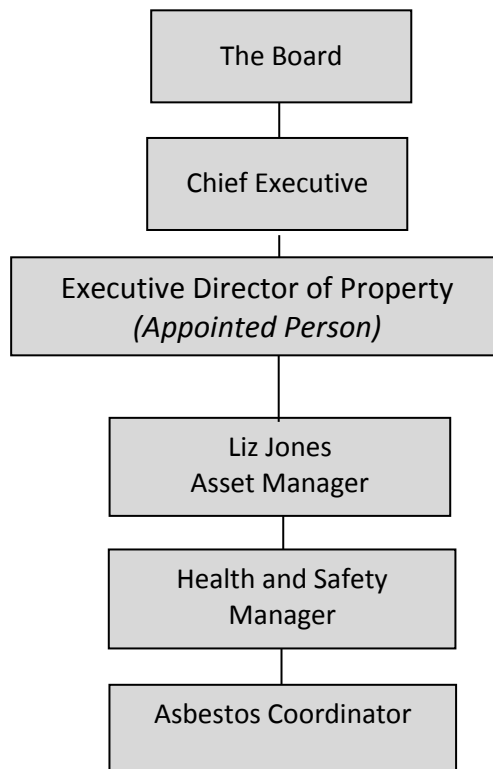 The Board
Chief Executive
Executive Director of Property
(Appointed Person)
Liz Jones
Asset Manager
Health and Safety
Manager
Asbestos Coordinator